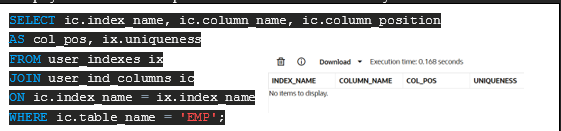 SELECT ic.index_name, ic.column_name, ic.column_position
AS col_pos, ix.uniqueness
FROM user_indexes ix
JOIN user_ind_columns ic
ON ic.index_name = ix.index_name
WHERE ic.table_name = 'EMP';
Download Execution time: 0.168 seconds
INDEX_NAME COLUMN_NAME COL_POS UNIQUENESS
No items to display.